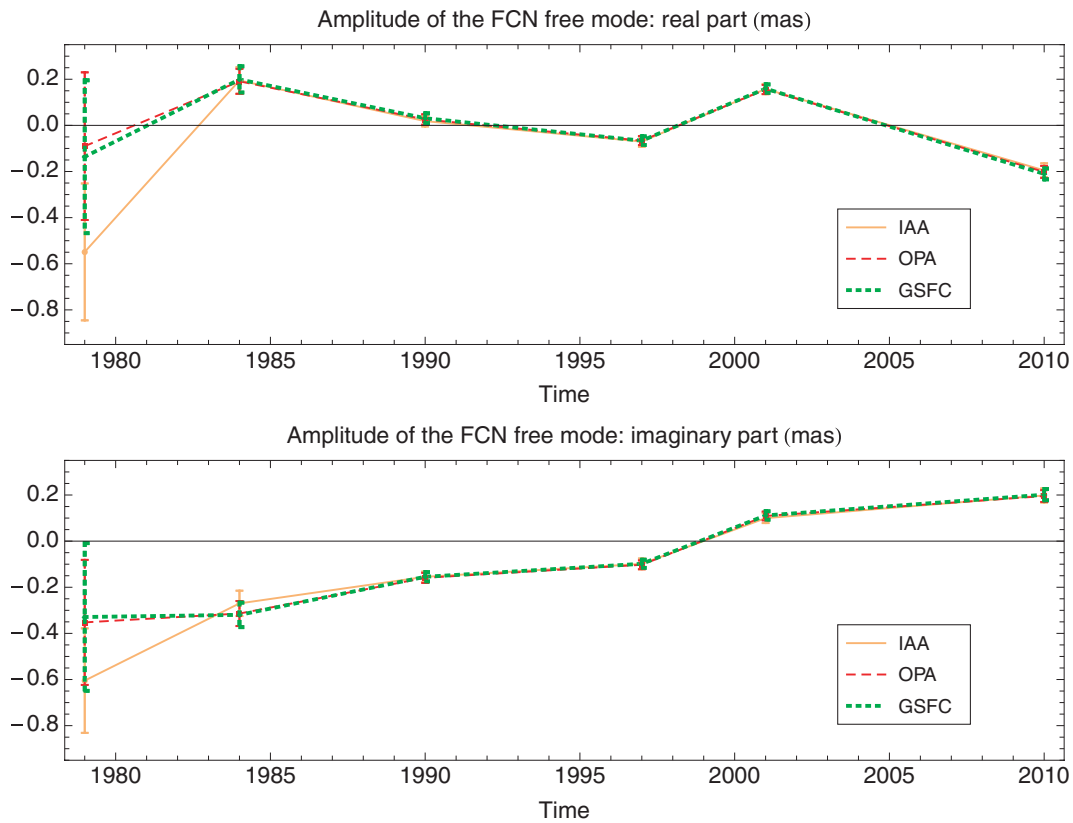 Amplitude of the FCN free mode: real part (mas)
0.2
0.0
−0.2
−0.4
−0.6
−0.8
IAA
OPA
GSFC
1980 1985 1990 1995 2000 2005 2010
Time
Amplitude of the FCN free mode: imaginary part (mas)
0.2
0.0
−0.2
−0.4
−0.6
−0.8
IAA
OPA
GSFC
1980 1985 1990 1995 2000 2005 2010
Time